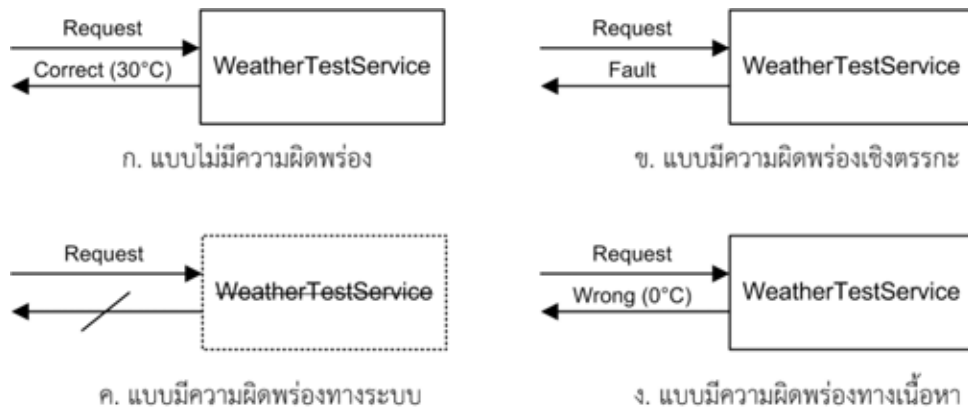 Request
Correct (30°C)
WeatherTestService
ก. แบบไม่มีความผิดพร่อง
Request
Fault
WeatherTestService
ข. แบบมีความผิดพร่องเชิงตรรกะ
Request
WeatherTestService
ค. แบบมีความผิดพร่องทางระบบ
Request
Wrong (0°C)
WeatherTestService
ง. แบบมีความผิดพร่องทางเนื้อหา